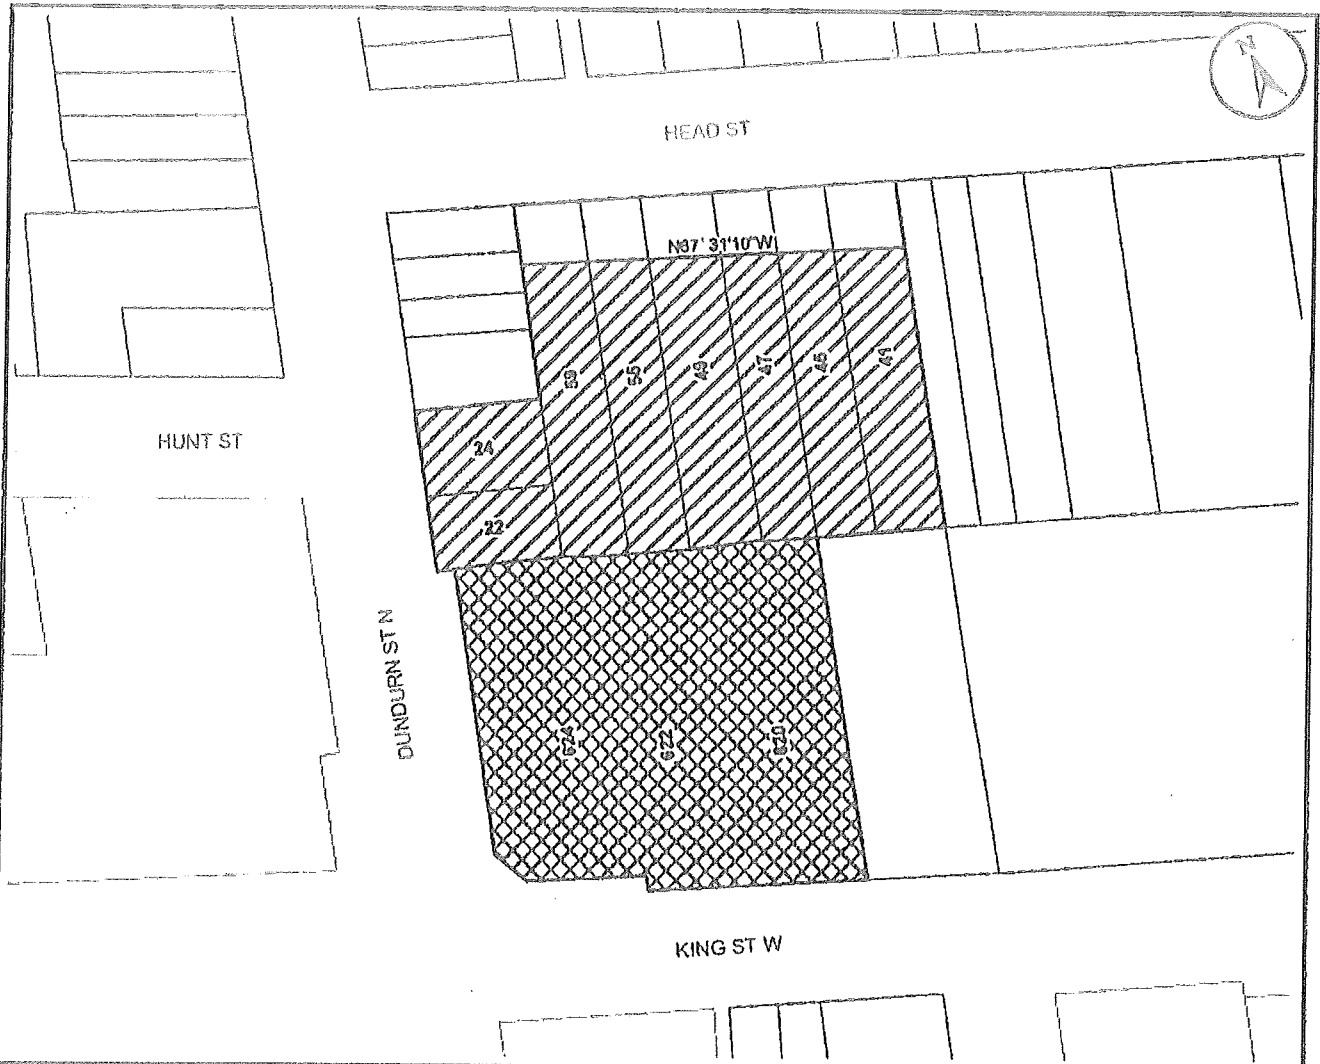 N
HEAD ST
N87°31'10"W
59
55
49
47
45
41
24
HUNT ST
22
DUNDURN ST N
624
622
620
KING ST W